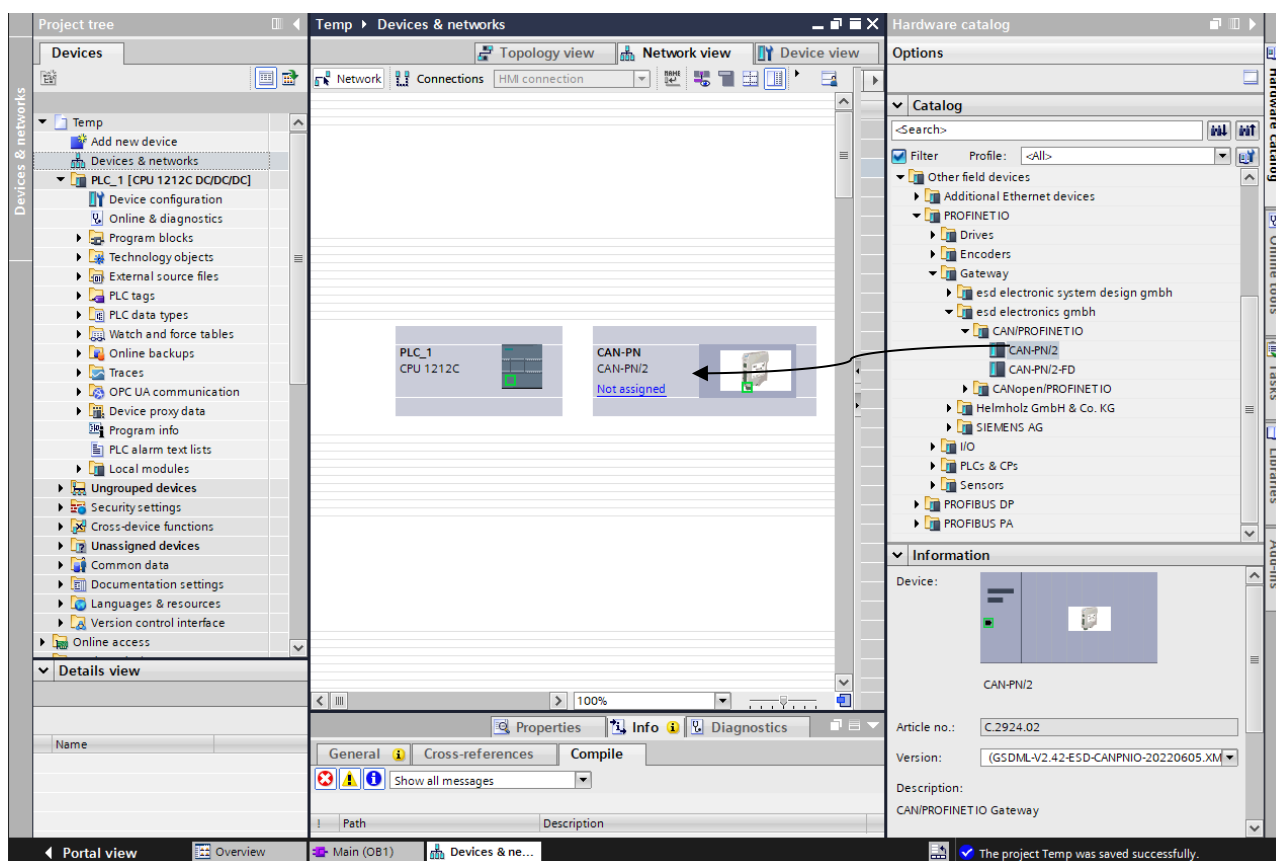 Project tree
Devices
Devices & networks
Temp
Add new device
Devices & networks
PLC_1 [CPU 1212C DC/DC/DC]
Device configuration
Online & diagnostics
Program blocks
Technology objects
External source files
PLC tags
PLC data types
Watch and force tables
Online backups
Traces
OPC UA communication
Device proxy data
Program info
PLC alarm text lists
Local modules
Ungrouped devices
Security settings
Cross-device functions
Unassigned devices
Common data
Documentation settings
Languages & resources
Version control interface
Online access
Details view
Name
Temp Devices & networks
Topology view Network view Device view
Network Connections HMI connection
PLC_1
CPU 1212C
CAN-PN
CAN-PN/2
Not assigned
100%
Properties Info Diagnostics
General Cross-references Compile
Show all messages
! Path Description
Hardware catalog
Options
Catalog
<Search>
Filter Profile: <All>
Other field devices
Additional Ethernet devices
PROFINET IO
Drives
Encoders
Gateway
esd electronic system design gmbh
esd electronics gmbh
CAN/PROFINET IO
CAN-PN/2
CAN-PN/2-FD
CANopen/PROFINET IO
Helmholz GmbH & Co. KG
SIEMENS AG
I/O
PLCs & CPs
Sensors
PROFIBUS DP
PROFIBUS PA
Information
Device:
CAN-PN/2
Article no.: C.2924.02
Version: (GSDML-V2.42-ESD-CANPNIO-20220605.XM
Description:
CAN/PROFINET IO Gateway
Hardware catalog
Online tools
Tasks
Libraries
Add-ins
Portal view Overview Main (OB1) Devices & ne... The project Temp was saved successfully.